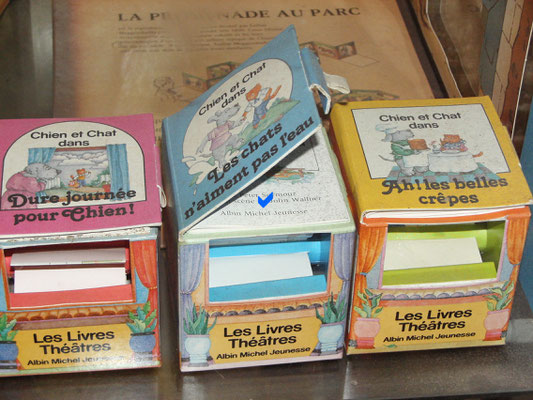 LA PROMENADE AU PARC
Chien et Chat
dans
Dure journée
pour Chien!
Les Livres
Théâtres
Albin Michel Jeunesse
Chien et Chat
dans
Les chats
n'aiment pas l'eau
Albin Michel Jeunesse
Les Livres
Théâtres
Albin Michel Jeunesse
Chien et Chat
dans
Ah! les belles
crêpes
Les Livres
Théâtres
Albin Michel Jeunesse